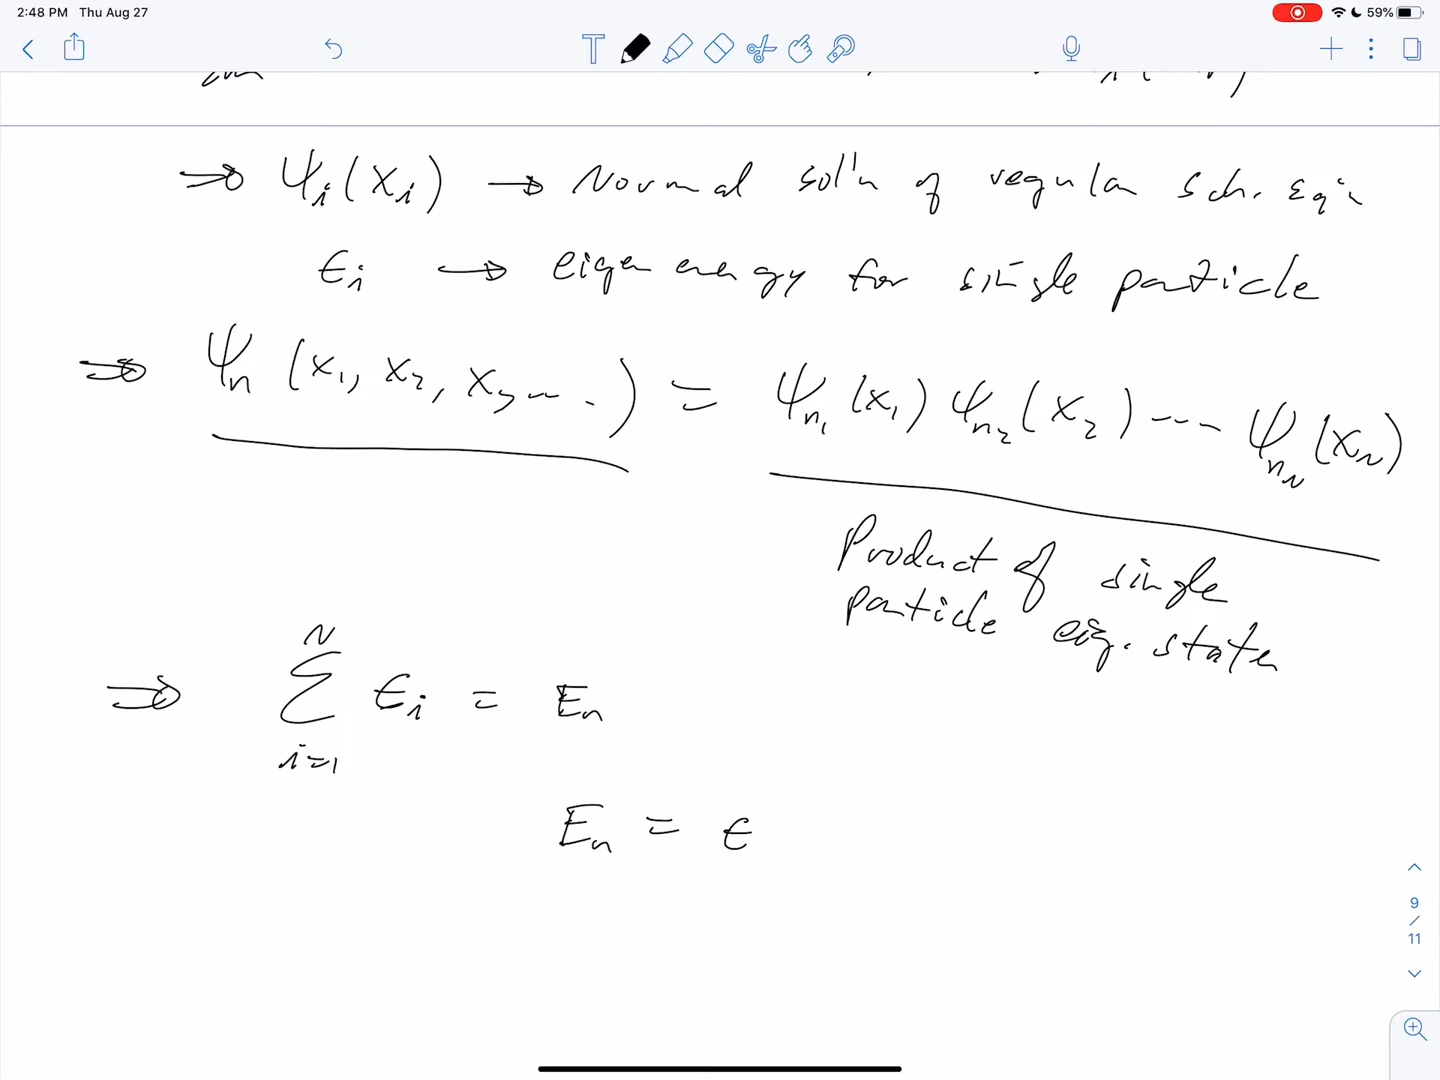 2:48 PM Thu Aug 27 59%
T
⇒ ψi(xi) → Normal sol'n of regular sch. Eq'n
ϵi → eigen energy for single particle
⇒ ψn (x1, x2, x3 --- ) = ψn1(x1) ψn2(x2) ---- ψnN(xN)
Product of single
particle eig. states
⇒ ∑_{i=1}^{N} ϵi = En
En = ϵ
9
/
11